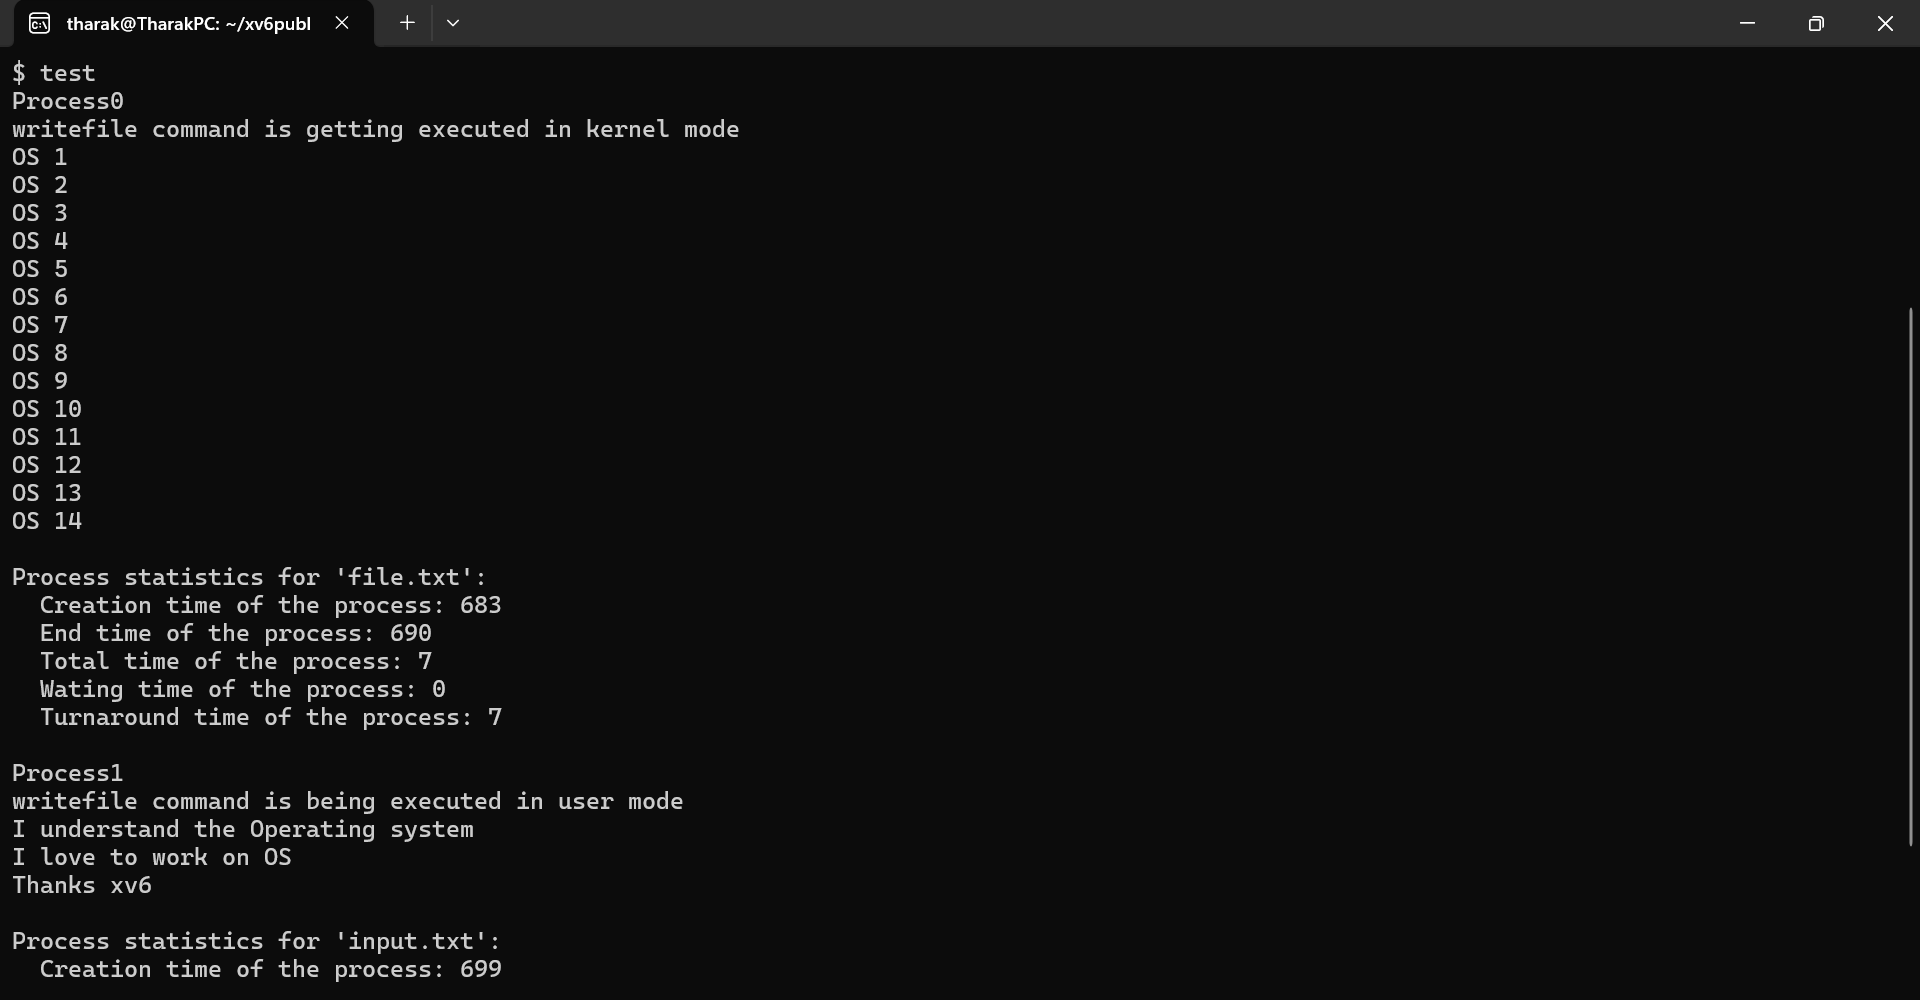 tharak@TharakPC: ~/xv6publ
$ test
Process0
writefile command is getting executed in kernel mode
OS 1
OS 2
OS 3
OS 4
OS 5
OS 6
OS 7
OS 8
OS 9
OS 10
OS 11
OS 12
OS 13
OS 14
Process statistics for 'file.txt':
Creation time of the process: 683
End time of the process: 690
Total time of the process: 7
Wating time of the process: 0
Turnaround time of the process: 7
Process1
writefile command is being executed in user mode
I understand the Operating system
I love to work on OS
Thanks xv6
Process statistics for 'input.txt':
Creation time of the process: 699